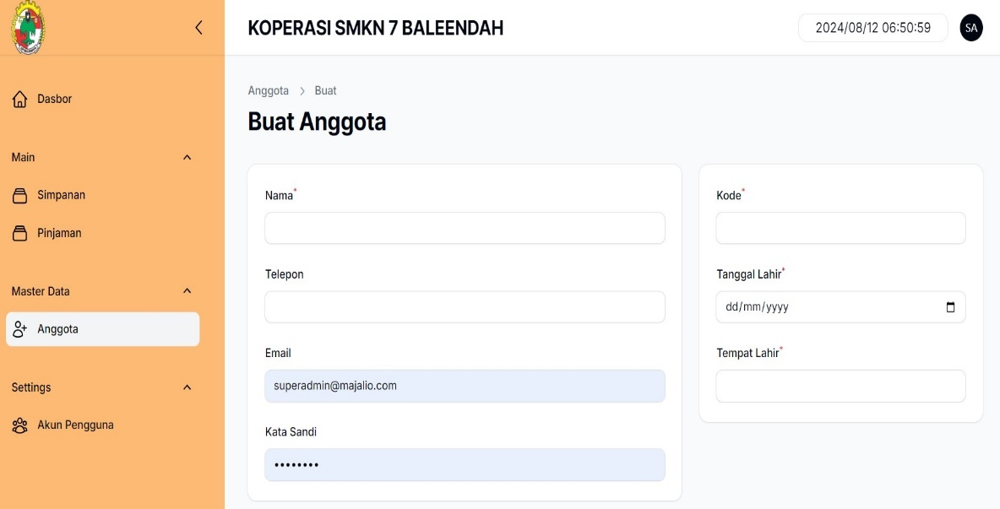 KOPERASI SMKN 7 BALEENDAH
2024/08/12 06:50:59
SA
Dasbor
Main
Simpanan
Pinjaman
Master Data
Anggota
Settings
Akun Pengguna
Anggota > Buat
Buat Anggota
Nama*
Telepon
Email
superadmin@majalio.com
Kata Sandi
••••••••
Kode*
Tanggal Lahir*
dd/mm/yyyy
Tempat Lahir*